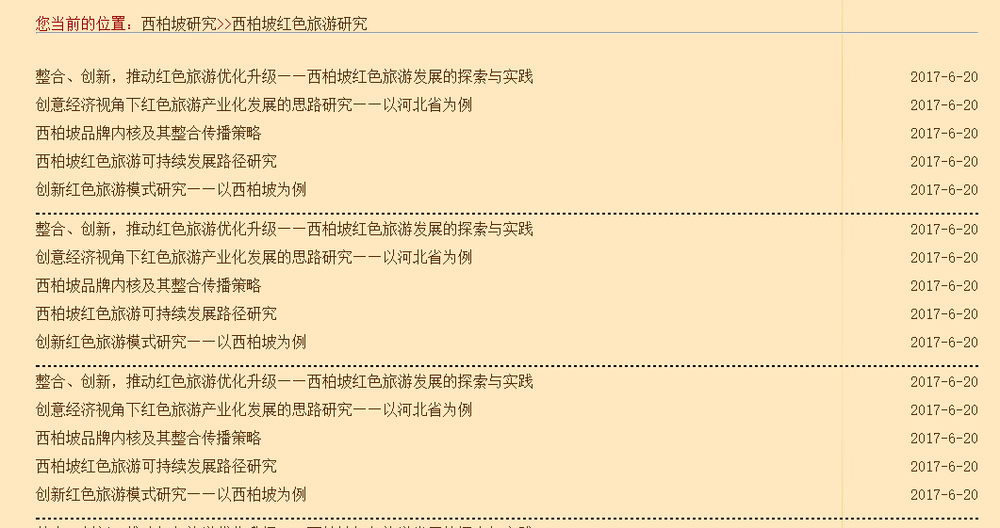 您当前的位置：西柏坡研究>>西柏坡红色旅游研究
整合、创新，推动红色旅游优化升级——西柏坡红色旅游发展的探索与实践 2017-6-20
创意经济视角下红色旅游产业化发展的思路研究——以河北省为例 2017-6-20
西柏坡品牌内核及其整合传播策略 2017-6-20
西柏坡红色旅游可持续发展路径研究 2017-6-20
创新红色旅游模式研究——以西柏坡为例 2017-6-20
整合、创新，推动红色旅游优化升级——西柏坡红色旅游发展的探索与实践 2017-6-20
创意经济视角下红色旅游产业化发展的思路研究——以河北省为例 2017-6-20
西柏坡品牌内核及其整合传播策略 2017-6-20
西柏坡红色旅游可持续发展路径研究 2017-6-20
创新红色旅游模式研究——以西柏坡为例 2017-6-20
整合、创新，推动红色旅游优化升级——西柏坡红色旅游发展的探索与实践 2017-6-20
创意经济视角下红色旅游产业化发展的思路研究——以河北省为例 2017-6-20
西柏坡品牌内核及其整合传播策略 2017-6-20
西柏坡红色旅游可持续发展路径研究 2017-6-20
创新红色旅游模式研究——以西柏坡为例 2017-6-20